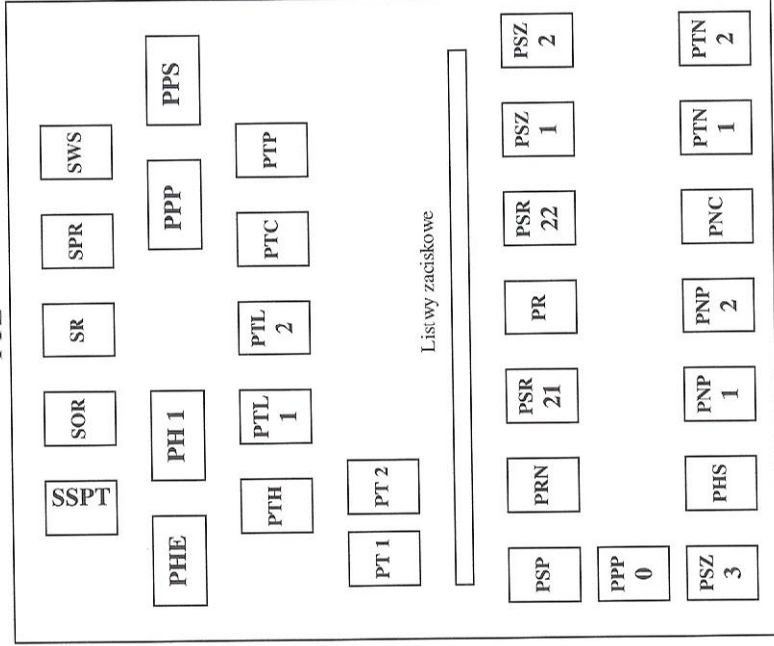 SSPT
SOR
SR
SPR
SWS
PHE
PH 1
PPP
PPS
PTH
PTL
1
PTL
2
PTC
PTP
PT 1
PT 2
Listwy zaciskowe
PSP
PRN
PSR
21
PR
PSR
22
PSZ
1
PSZ
2
PPP
0
PSZ
3
PHS
PNP
1
PNP
2
PNC
PTN
1
PTN
2